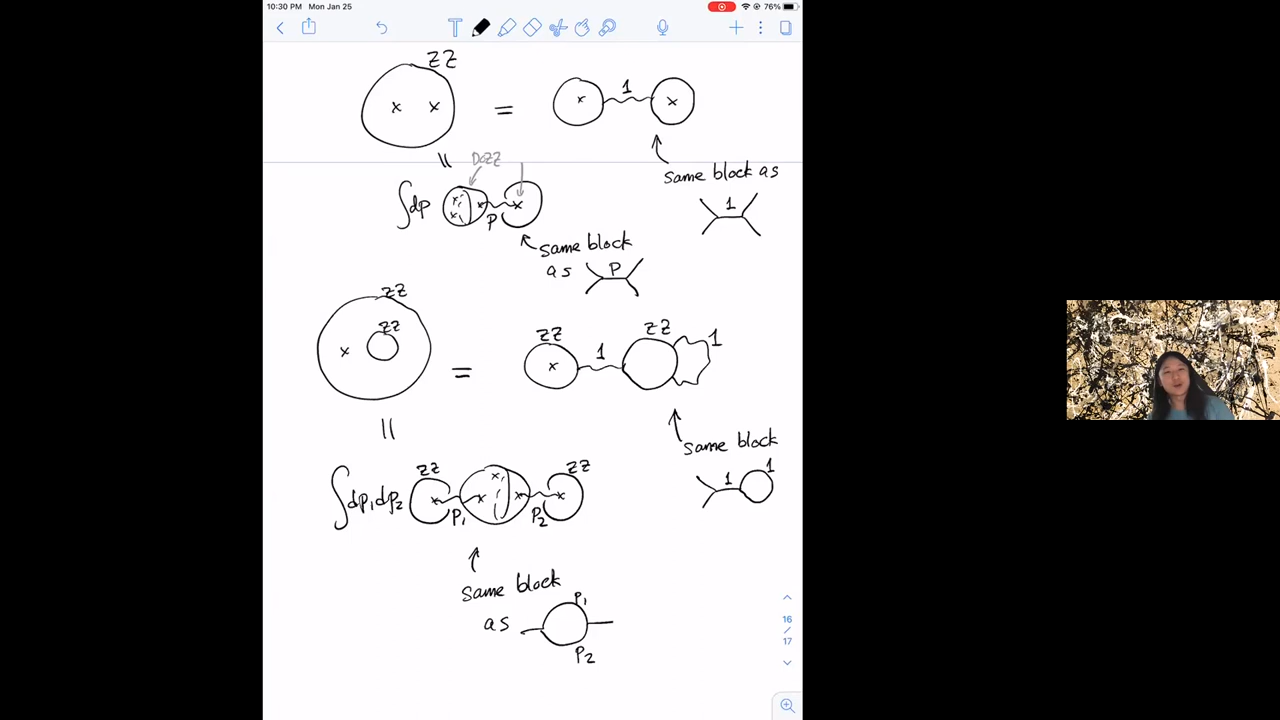 10:30 PM Mon Jan 25
76%
T
ZZ
x x = x 1 x
||
DOZZ
same block as
1
∫dp x x x P x
same block
as P
ZZ
ZZ
x
=
ZZ 1 ZZ 1
x
||
same block
1 1
∫dp₁dp₂ ZZ ZZ
x x x x x
P₁ P₂
same block
as P₁
P₂
16
/
17